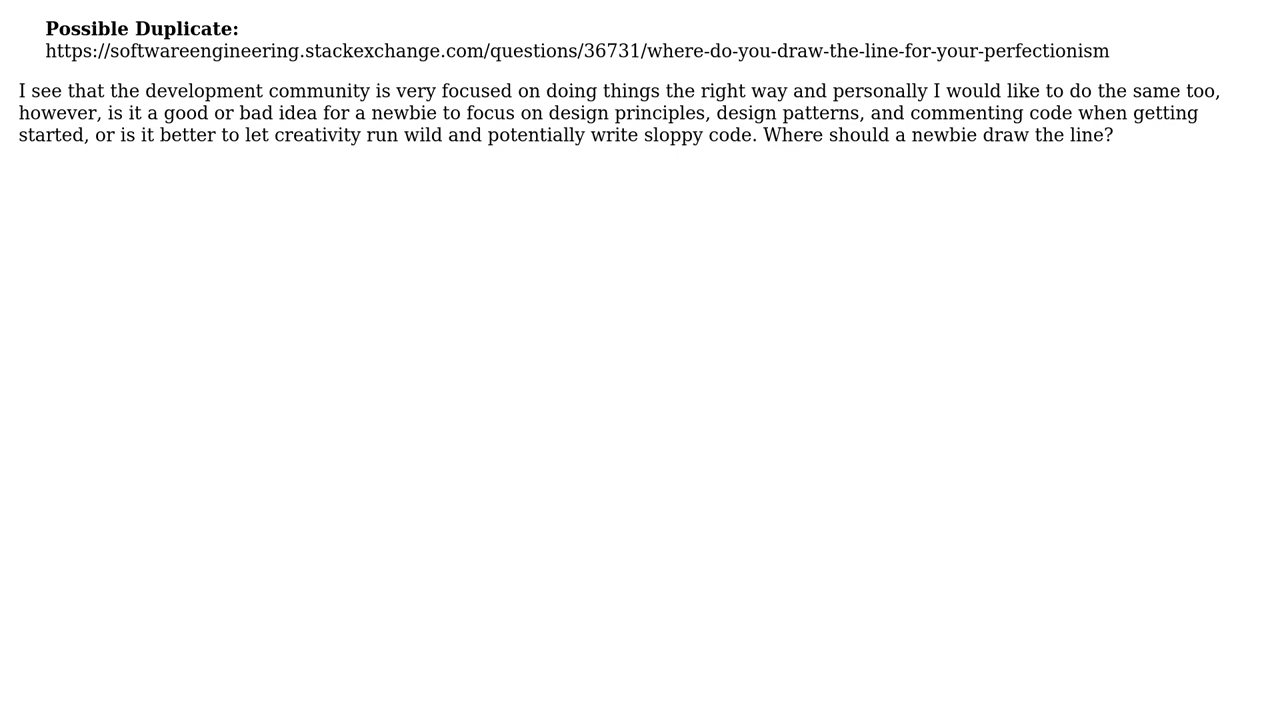 Possible Duplicate:
https://softwareengineering.stackexchange.com/questions/36731/where-do-you-draw-the-line-for-your-perfectionism
I see that the development community is very focused on doing things the right way and personally I would like to do the same too,
however, is it a good or bad idea for a newbie to focus on design principles, design patterns, and commenting code when getting
started, or is it better to let creativity run wild and potentially write sloppy code. Where should a newbie draw the line?